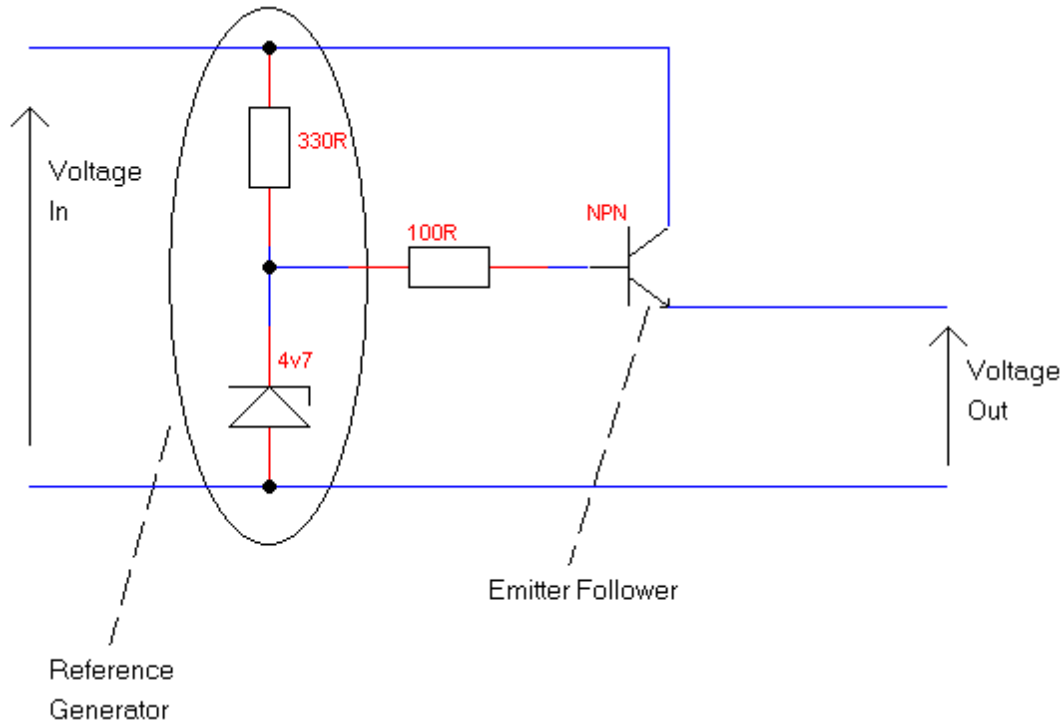 330R
Voltage
In
NPN
100R
4v7
Voltage
Out
Emitter Follower
Reference
Generator